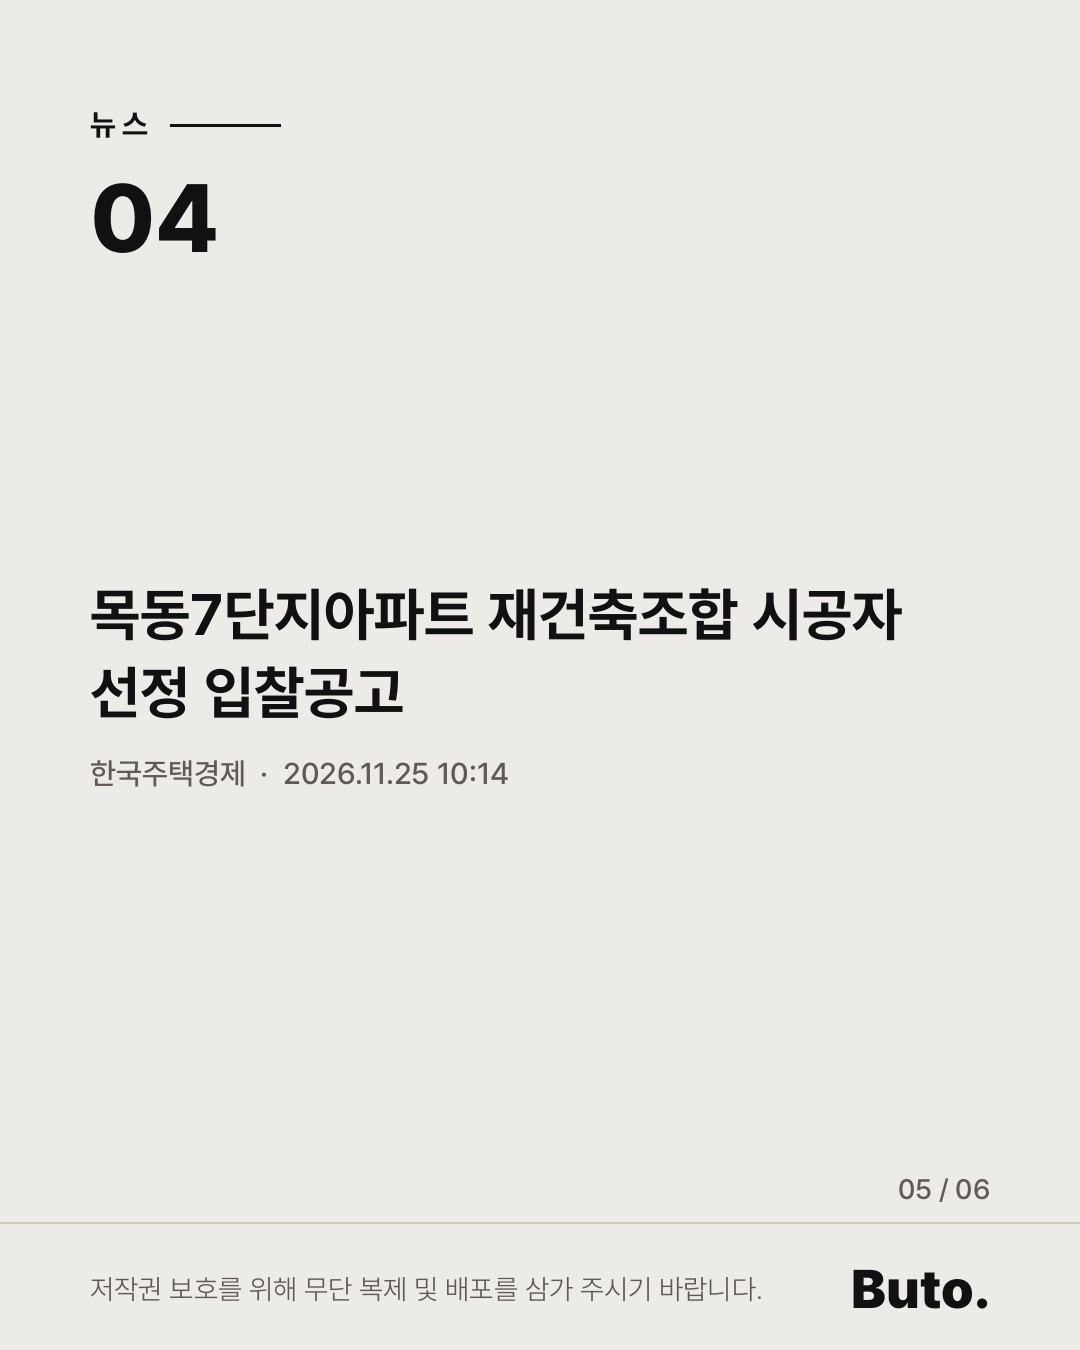 뉴스
04
목동7단지아파트 재건축조합 시공자
선정 입찰공고
한국주택경제 · 2026.11.25 10:14
05 / 06
저작권 보호를 위해 무단 복제 및 배포를 삼가 주시기 바랍니다.
Buto.